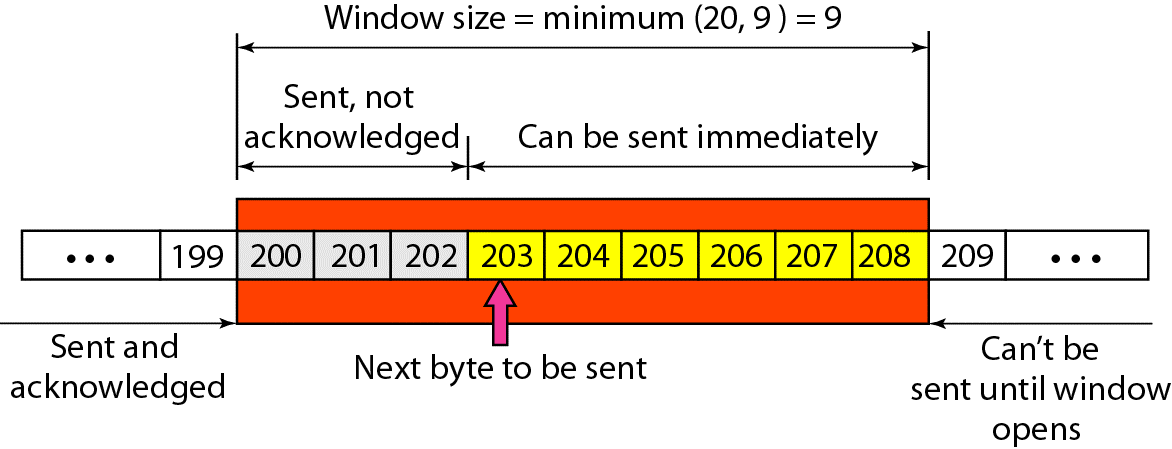 Window size = minimum (20, 9 ) = 9
Sent, not
acknowledged
Can be sent immediately
••• 199 200 201 202 203 204 205 206 207 208 209 •••
Sent and
acknowledged
Next byte to be sent
Can’t be
sent until window
opens